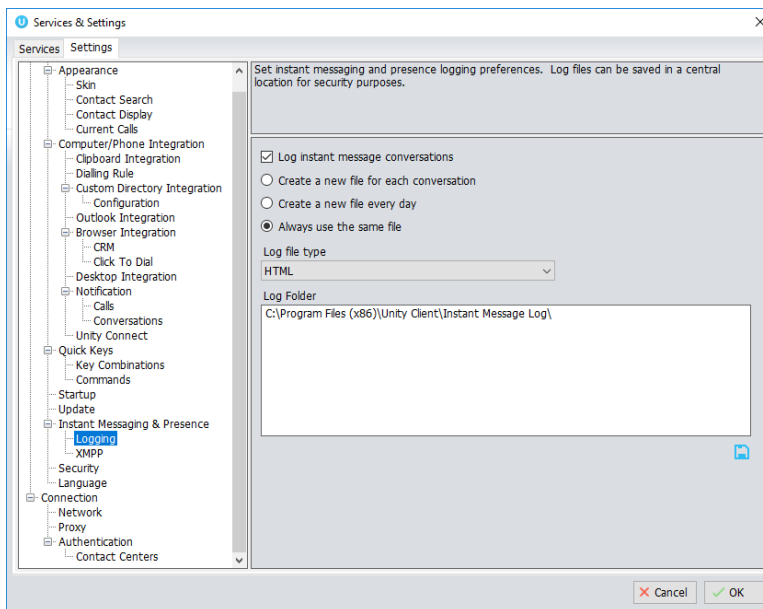 Services & Settings
Services Settings
Appearance
Skin
Contact Search
Contact Display
Current Calls
Computer/Phone Integration
Clipboard Integration
Dialling Rule
Custom Directory Integration
Configuration
Outlook Integration
Browser Integration
CRM
Click To Dial
Desktop Integration
Notification
Calls
Conversations
Unity Connect
Quick Keys
Key Combinations
Commands
Startup
Update
Instant Messaging & Presence
Logging
XMPP
Security
Language
Connection
Network
Proxy
Authentication
Contact Centers
Set instant messaging and presence logging preferences.  Log files can be saved in a central
location for security purposes.
Log instant message conversations
Create a new file for each conversation
Create a new file every day
Always use the same file
Log file type
HTML
Log Folder
C:\Program Files (x86)\Unity Client\Instant Message Log\
Cancel OK